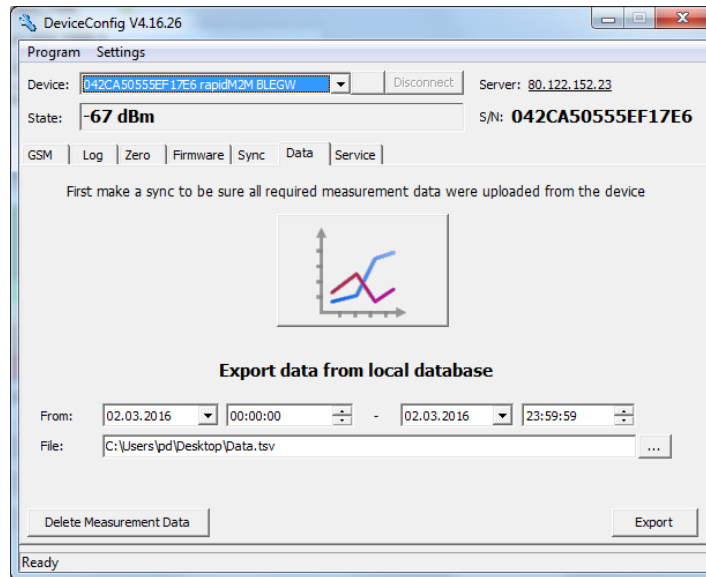 DeviceConfig V4.16.26
Program Settings
Device: 042CA50555EF17E6 rapidM2M BLEGW Disconnect Server: 80.122.152.23
State: -67 dBm S/N: 042CA50555EF17E6
GSM Log Zero Firmware Sync Data Service
First make a sync to be sure all required measurement data were uploaded from the device
Export data from local database
From: 02.03.2016 00:00:00 - 02.03.2016 23:59:59
File: C:\Users\pd\Desktop\Data.tsv ...
Delete Measurement Data Export
Ready